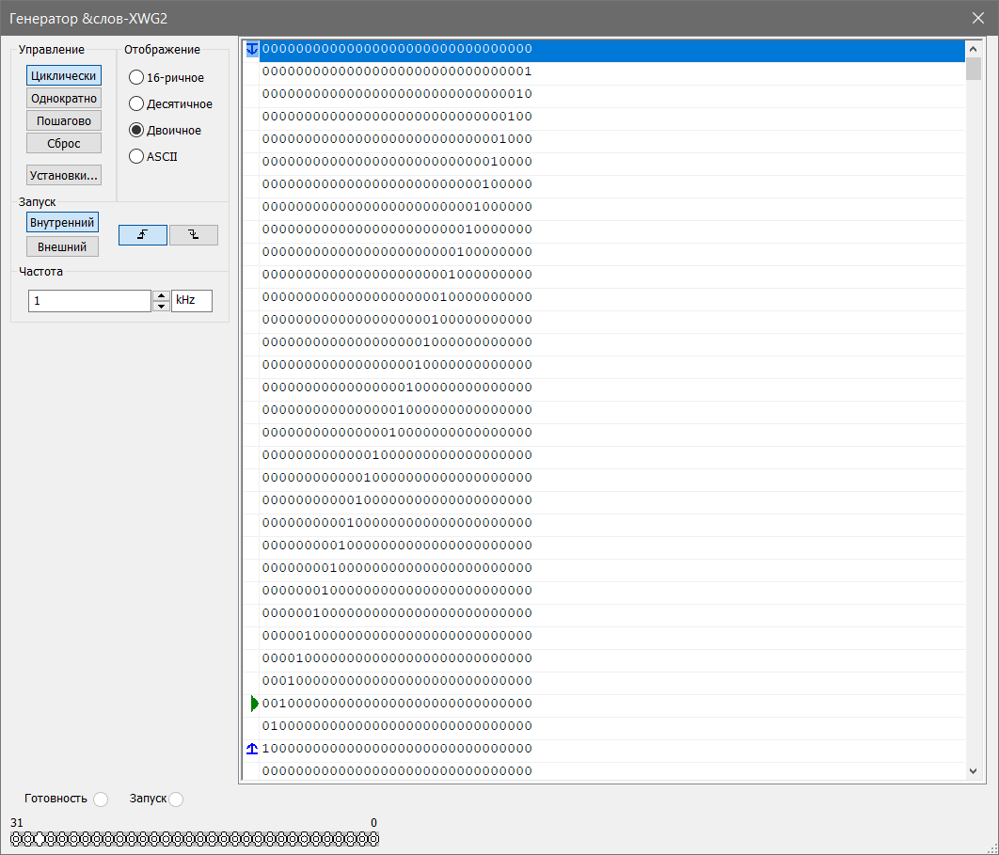 Генератор &слов-XWG2
Управление
Циклически
Однократно
Пошагово
Сброс
Установки...
Отображение
16-ричное
Десятичное
Двоичное
ASCII
Запуск
Внутренний
Внешний
Частота
1 kHz
00000000000000000000000000000000
00000000000000000000000000000001
00000000000000000000000000000010
00000000000000000000000000000100
00000000000000000000000000001000
00000000000000000000000000010000
00000000000000000000000000100000
00000000000000000000000001000000
00000000000000000000000010000000
00000000000000000000000100000000
00000000000000000000001000000000
00000000000000000000010000000000
00000000000000000000100000000000
00000000000000000001000000000000
00000000000000000010000000000000
00000000000000000100000000000000
00000000000000001000000000000000
00000000000000010000000000000000
00000000000001000000000000000000
00000000000010000000000000000000
00000000000100000000000000000000
00000000001000000000000000000000
00000000010000000000000000000000
00000000100000000000000000000000
00000001000000000000000000000000
00000010000000000000000000000000
00000100000000000000000000000000
00001000000000000000000000000000
00010000000000000000000000000000
00100000000000000000000000000000
01000000000000000000000000000000
10000000000000000000000000000000
00000000000000000000000000000000
Готовность Запуск
31 0